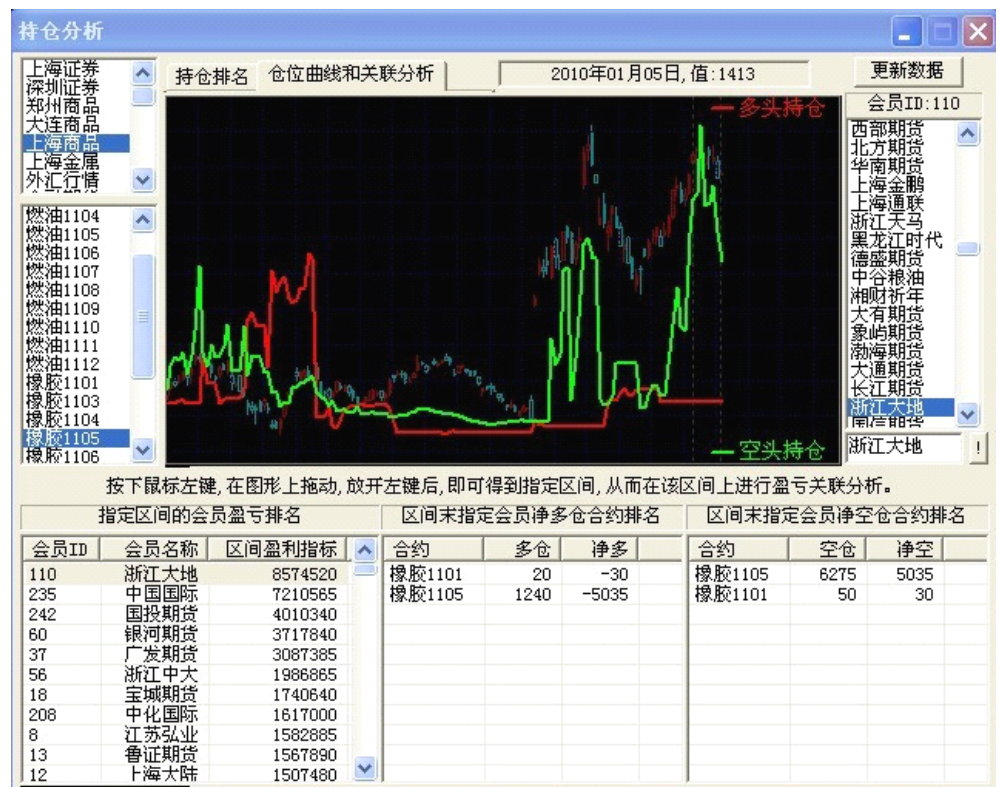 持仓分析
上海证券
深圳证券
郑州商品
大连商品
上海商品
上海金属
外汇行情
燃油1104
燃油1105
燃油1106
燃油1107
燃油1108
燃油1109
燃油1110
燃油1111
燃油1112
橡胶1101
橡胶1103
橡胶1104
橡胶1105
橡胶1106
持仓排名 仓位曲线和关联分析 2010年01月05日,值:1413 更新数据
多头持仓
空头持仓
会员ID:110
西部期货
北方期货
华南期货
上海金鹏
上海通联
浙江天马
黑龙江时代
德盛期货
中谷粮油
湘财祈年
大有期货
象屿期货
渤海期货
大通期货
长江期货
浙江大地
浙江大地 !
按下鼠标左键,在图形上拖动,放开左键后,即可得到指定区间,从而在该区间上进行盈亏关联分析。
指定区间的会员盈亏排名
会员ID 会员名称 区间盈利指标
110 浙江大地 8574520
235 中国国际 7210565
242 国投期货 4010340
60 银河期货 3717840
37 广发期货 3087385
56 浙江中大 1986865
18 宝城期货 1740640
208 中化国际 1617000
8 江苏弘业 1582885
13 鲁证期货 1567890
12 上海大陆 1507480
区间末指定会员净多仓合约排名
合约 多仓 净多
橡胶1101 20 -30
橡胶1105 1240 -5035
区间末指定会员净空仓合约排名
合约 空仓 净空
橡胶1105 6275 5035
橡胶1101 50 30